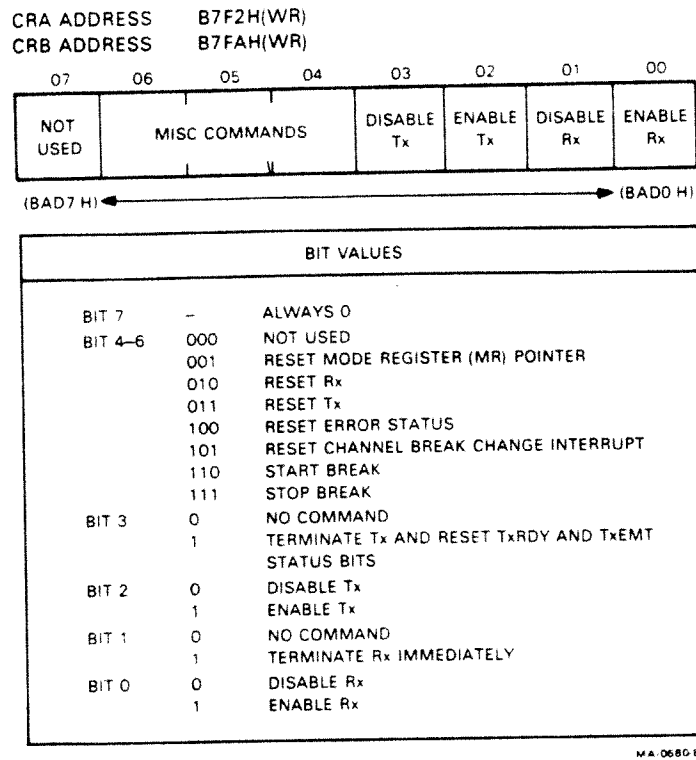 CRA ADDRESS B7F2H(WR)
CRB ADDRESS B7FAH(WR)
07 06 05 04 03 02 01 00
NOT USED MISC COMMANDS DISABLE Tx ENABLE Tx DISABLE Rx ENABLE Rx
(BAD7 H) (BAD0 H)
BIT VALUES
BIT 7 – ALWAYS 0
BIT 4–6 000 NOT USED
001 RESET MODE REGISTER (MR) POINTER
010 RESET Rx
011 RESET Tx
100 RESET ERROR STATUS
101 RESET CHANNEL BREAK CHANGE INTERRUPT
110 START BREAK
111 STOP BREAK
BIT 3 0 NO COMMAND
1 TERMINATE Tx AND RESET TxRDY AND TxEMT
STATUS BITS
BIT 2 0 DISABLE Tx
1 ENABLE Tx
BIT 1 0 NO COMMAND
1 TERMINATE Rx IMMEDIATELY
BIT 0 0 DISABLE Rx
1 ENABLE Rx